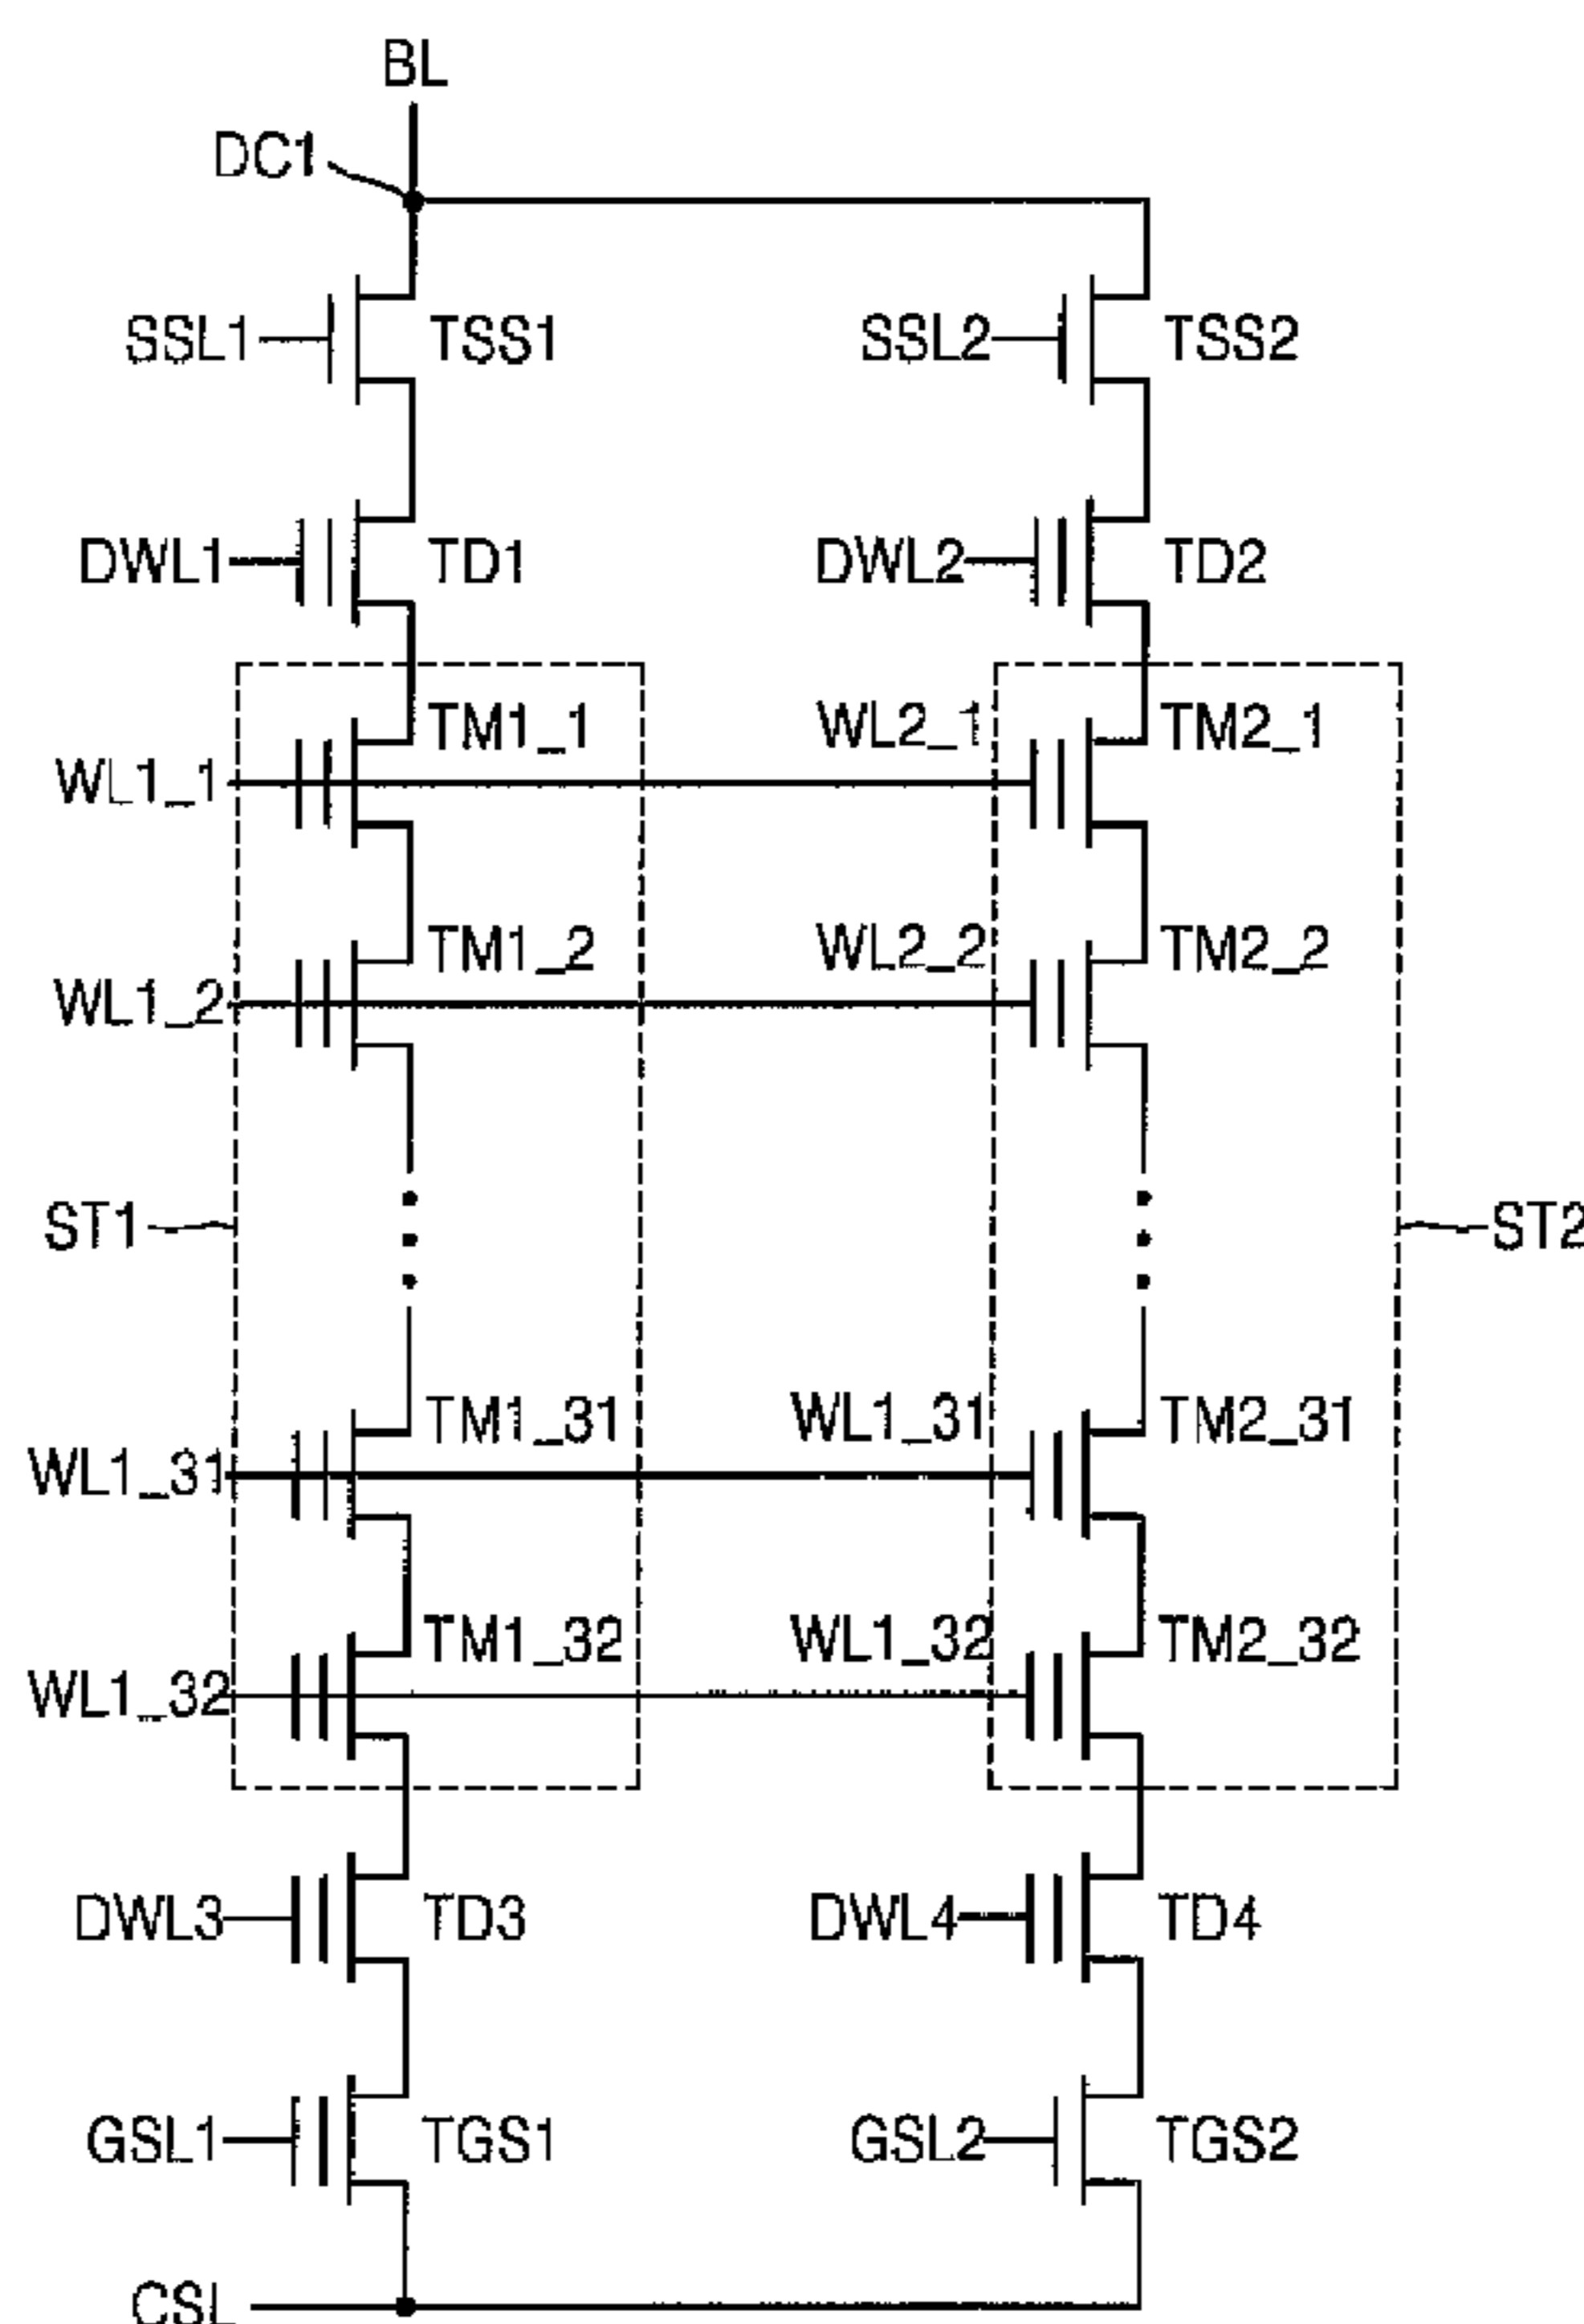 BL
DC1
SSL1 TSS1 SSL2 TSS2
DWL1 TD1 DWL2 TD2
TM1_1 WL2_1 TM2_1
WL1_1
TM1_2 WL2_2 TM2_2
WL1_2
ST1 ST2
TM1_31 WL1_31 TM2_31
WL1_31
TM1_32 WL1_32 TM2_32
WL1_32
DWL3 TD3 DWL4 TD4
GSL1 TGS1 GSL2 TGS2
CSL